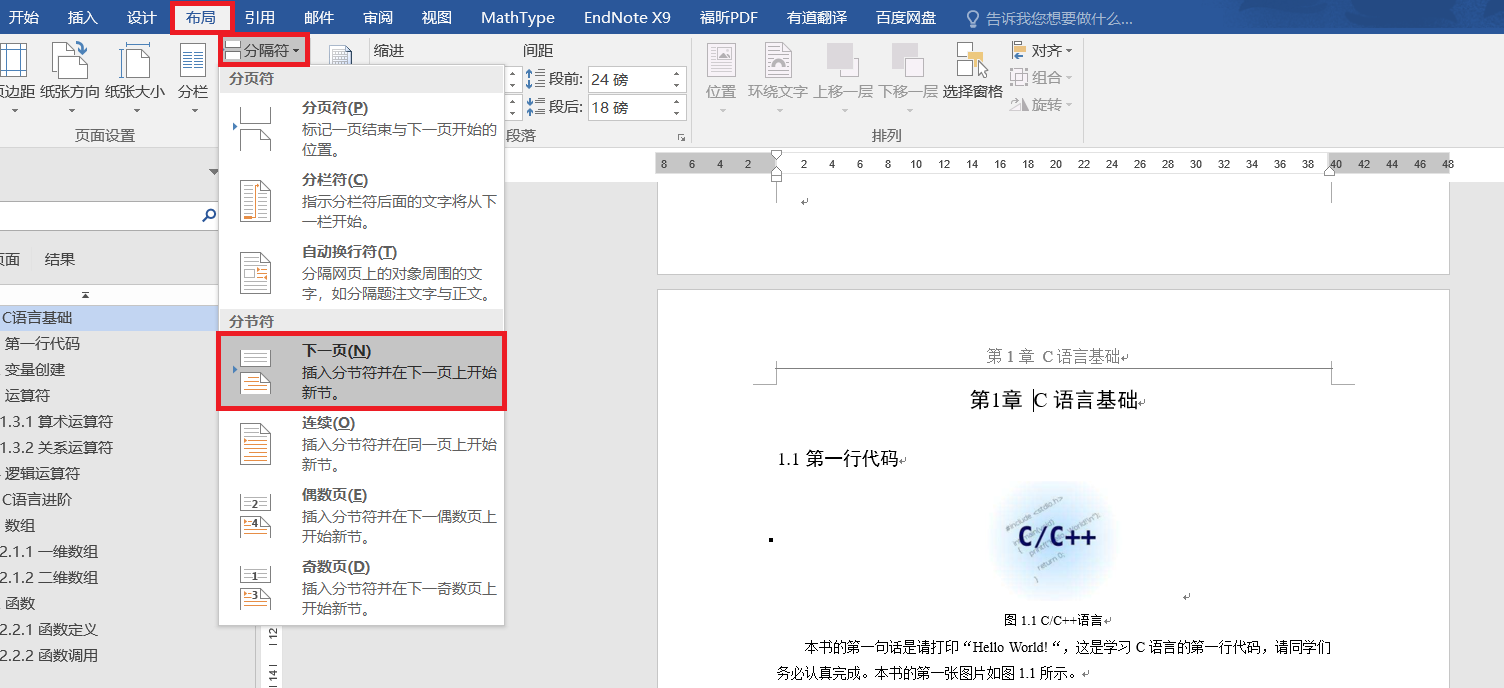 开始 插入 设计 布局 引用 邮件 审阅 视图 MathType EndNote X9 福昕PDF 有道翻译 百度网盘 告诉我您想要做什么...
页边距 纸张方向 纸张大小 分栏
页面设置
分隔符
缩进 间距
段前: 24 磅
段后: 18 磅
段落
位置 环绕文字 上移一层 下移一层 选择窗格
对齐
组合
旋转
排列
分页符
分页符(P)
标记一页结束与下一页开始的
位置。
分栏符(C)
指示分栏符后面的文字将从下
一栏开始。
自动换行符(T)
分隔网页上的对象周围的文
字，如分隔题注文字与正文。
分节符
下一页(N)
插入分节符并在下一页上开始
新节。
连续(O)
插入分节符并在同一页上开始
新节。
偶数页(E)
插入分节符并在下一偶数页上
开始新节。
奇数页(D)
插入分节符并在下一奇数页上
开始新节。
页面 结果
C语言基础
第一行代码
变量创建
运算符
1.3.1 算术运算符
1.3.2 关系运算符
逻辑运算符
C语言进阶
数组
2.1.1 一维数组
2.1.2 二维数组
函数
2.2.1 函数定义
2.2.2 函数调用
8 6 4 2 2 4 6 8 10 12 14 16 18 20 22 24 26 28 30 32 34 36 38 40 42 44 46 48
12
14
第 1 章 C 语言基础
第1章 C 语言基础
1.1 第一行代码
#include <stdio.h>
C/C++
return 0;
}
图 1.1 C/C++语言
本书的第一句话是请打印“Hello World!“，这是学习 C 语言的第一行代码，请同学们
务必认真完成。本书的第一张图片如图 1.1 所示。